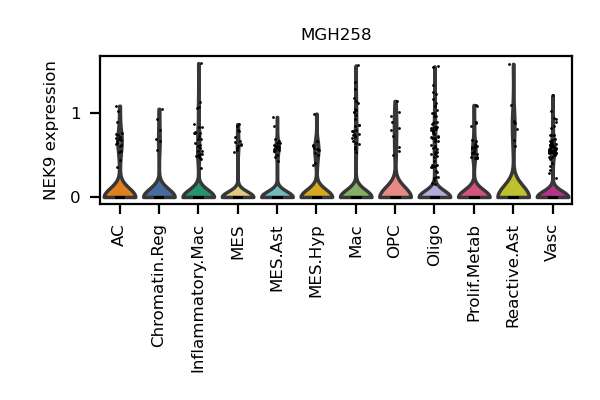 MGH258
NEK9 expression
1
0
AC
Chromatin.Reg
Inflammatory.Mac
MES
MES.Ast
MES.Hyp
Mac
OPC
Oligo
Prolif.Metab
Reactive.Ast
Vasc